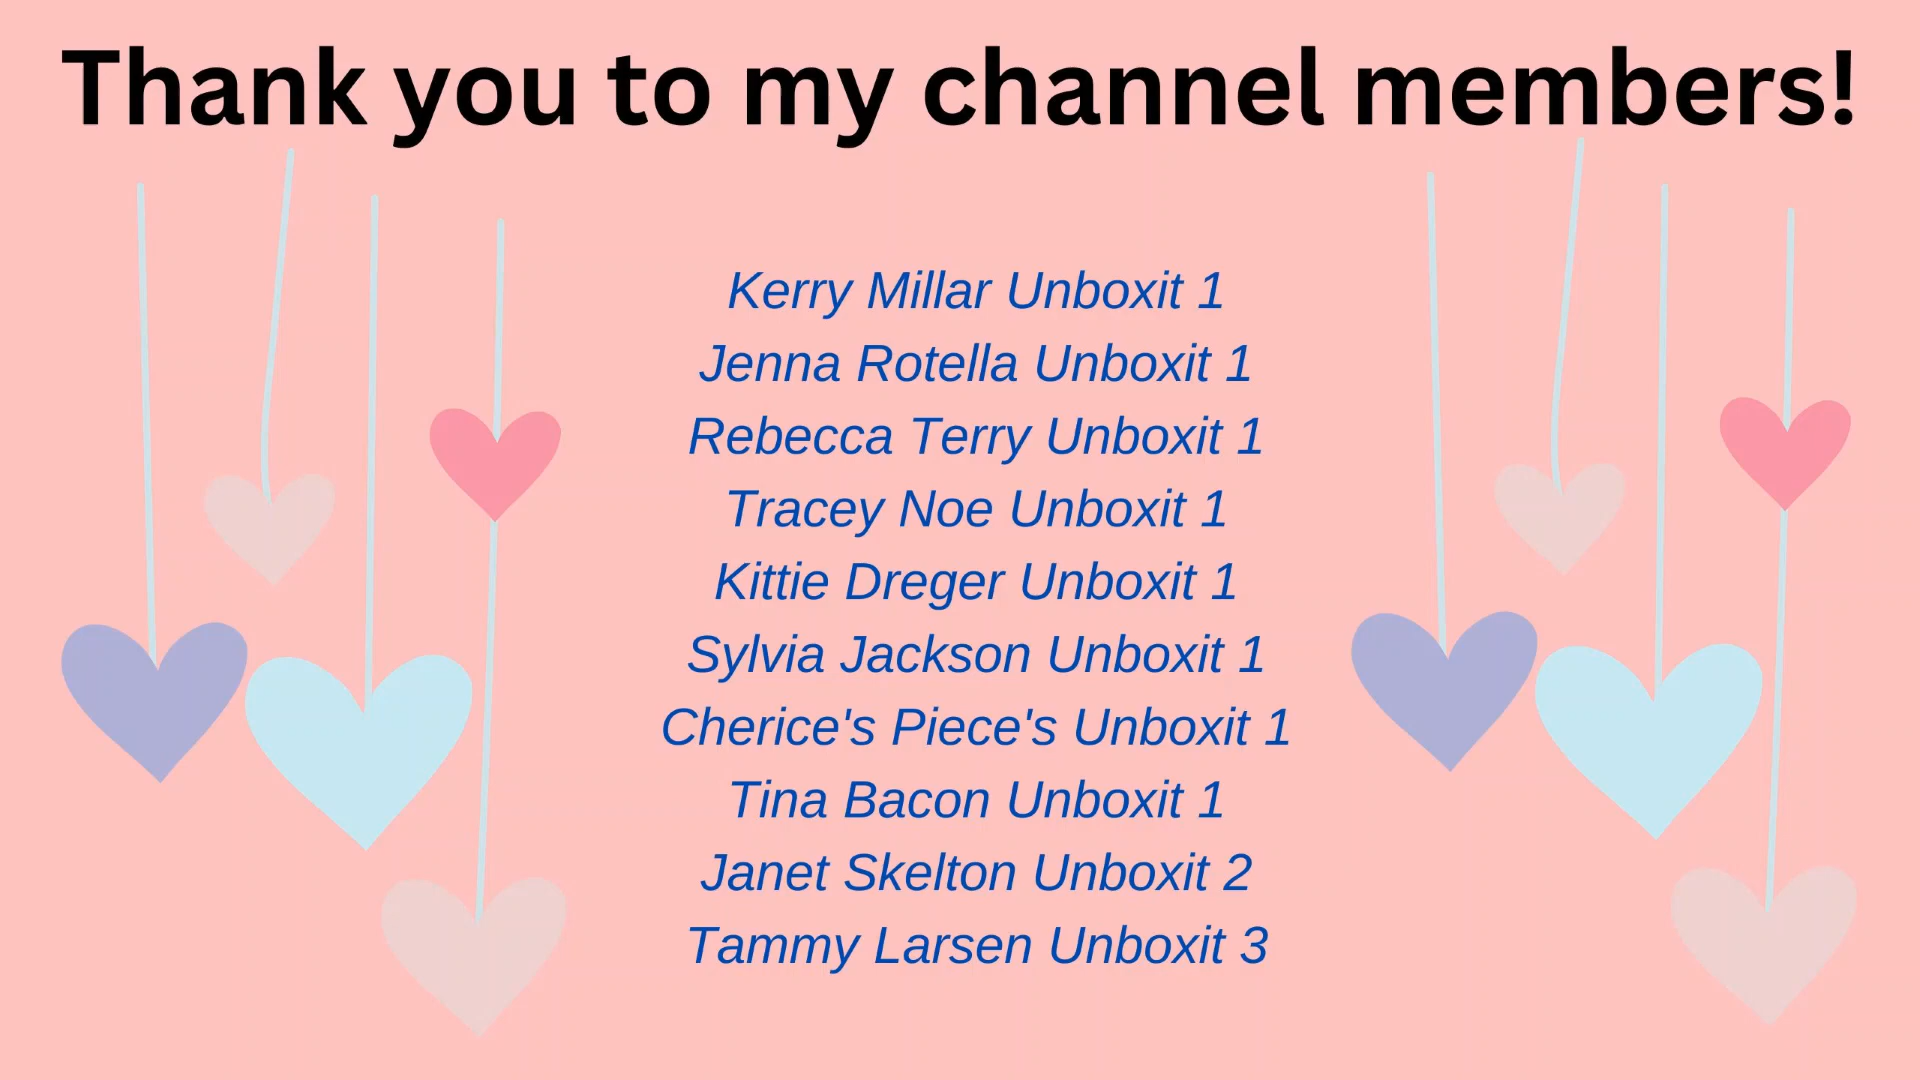 Thank you to my channel members!
Kerry Millar Unboxit 1
Jenna Rotella Unboxit 1
Rebecca Terry Unboxit 1
Tracey Noe Unboxit 1
Kittie Dreger Unboxit 1
Sylvia Jackson Unboxit 1
Cherice's Piece's Unboxit 1
Tina Bacon Unboxit 1
Janet Skelton Unboxit 2
Tammy Larsen Unboxit 3